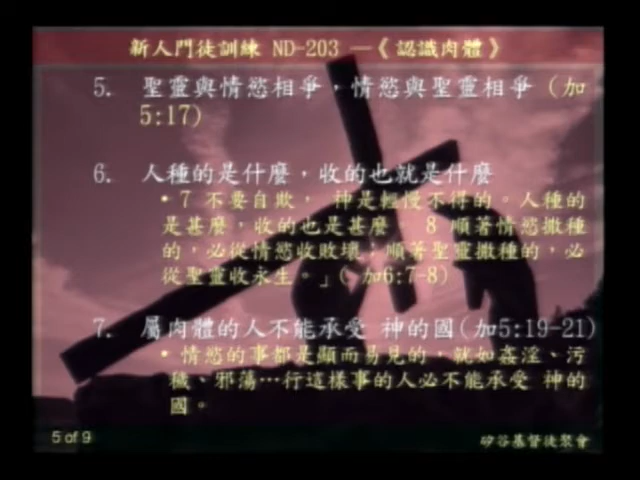 新人門徒訓練 ND-203 —《認識肉體》
5. 聖靈與情慾相爭，情慾與聖靈相爭（加
5:17）
6. 人種的是什麼，收的也就是什麼
• 7 不要自欺， 神是輕慢不得的。人種的
是甚麼，收的也是甚麼 8 順著情慾撒種
的，必從情慾收敗壞，順著聖靈撒種的，必
從聖靈收永生。」( 加6:7-8)
7. 屬肉體的人不能承受 神的國(加5:19-21)
• 情慾的事都是顯而易見的，就如姦淫、污
穢、邪蕩…行這樣事的人必不能承受 神的
國。
5 of 9
矽谷基督徒聚會